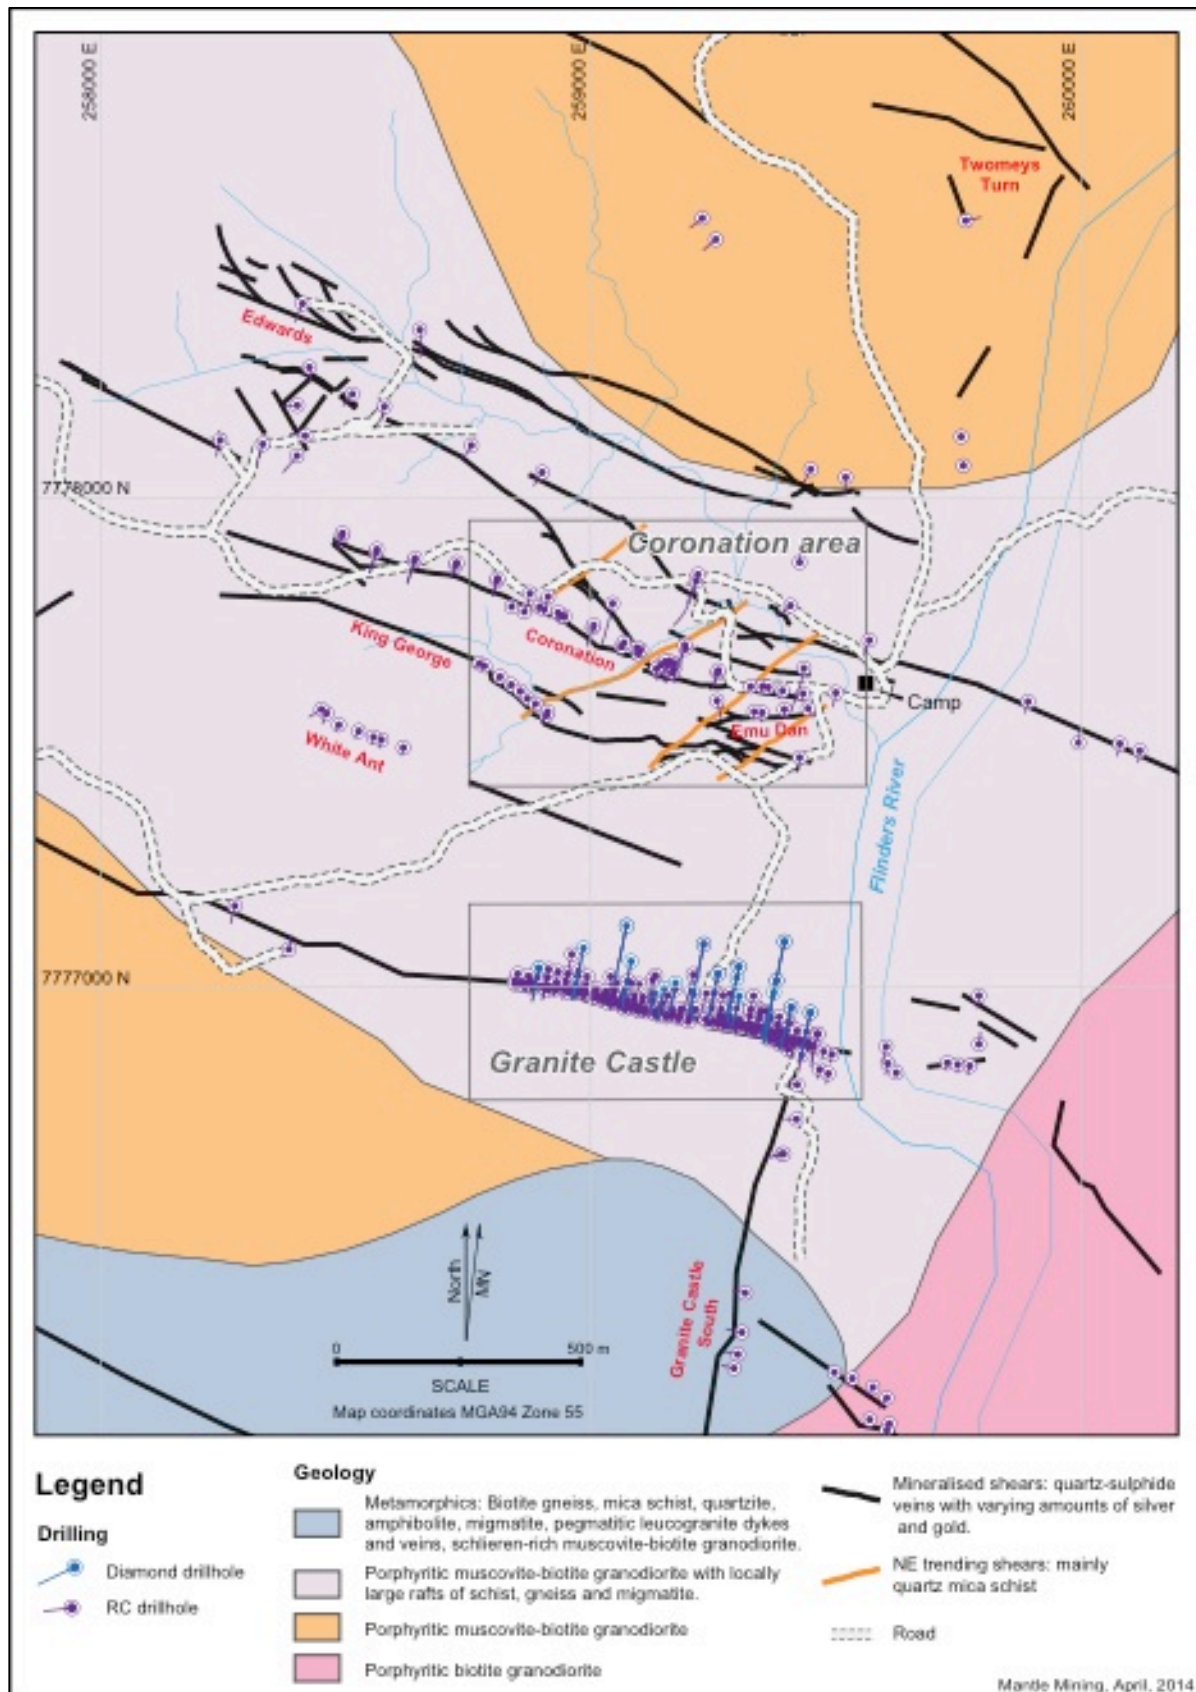 258000 E
259000 E
260000 E
Twomeys
Turn
Edwards
7778000 N
Coronation area
King George
Coronation
Camp
White Ant
Emu Dan
Flinders River
7777000 N
Granite Castle
North
MN
Granite Castle
South
0
500 m
SCALE
Map coordinates MGA94 Zone 55
Legend
Drilling
Diamond drillhole
RC drillhole
Geology
Metamorphics: Biotite gneiss, mica schist, quartzite,
amphibolite, migmatite, pegmatitic leucogranite dykes
and veins, schlieren-rich muscovite-biotite granodiorite.
Porphyritic muscovite-biotite granodiorite with locally
large rafts of schist, gneiss and migmatite.
Porphyritic muscovite-biotite granodiorite
Porphyritic biotite granodiorite
Mineralised shears: quartz-sulphide
veins with varying amounts of silver
and gold.
NE trending shears: mainly
quartz mica schist
Road
Mantle Mining, April, 2014